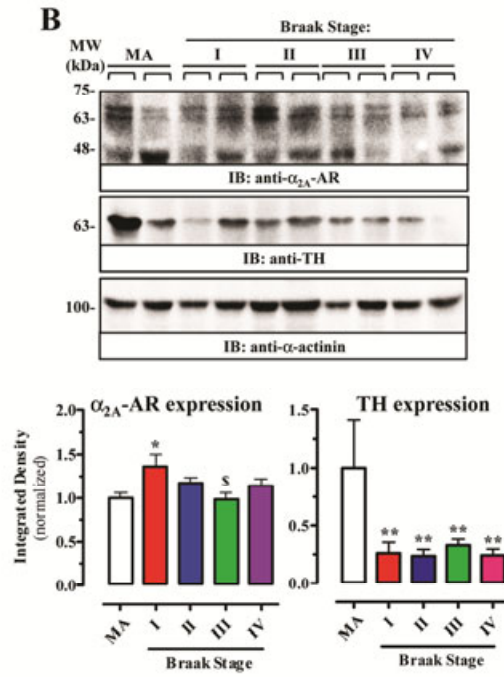 B
Braak Stage:
MW
(kDa)
MA I II III IV
75-
63-
48-
IB: anti-α2A-AR
63-
IB: anti-TH
100-
IB: anti-α-actinin
α2A-AR expression
Integrated Density
(normalized)
2.0
1.5
1.0
0.5
0.0
*
$
MA I II III IV
Braak Stage
TH expression
1.5
1.0
0.5
0
** ** ** **
MA I II III IV
Braak Stage